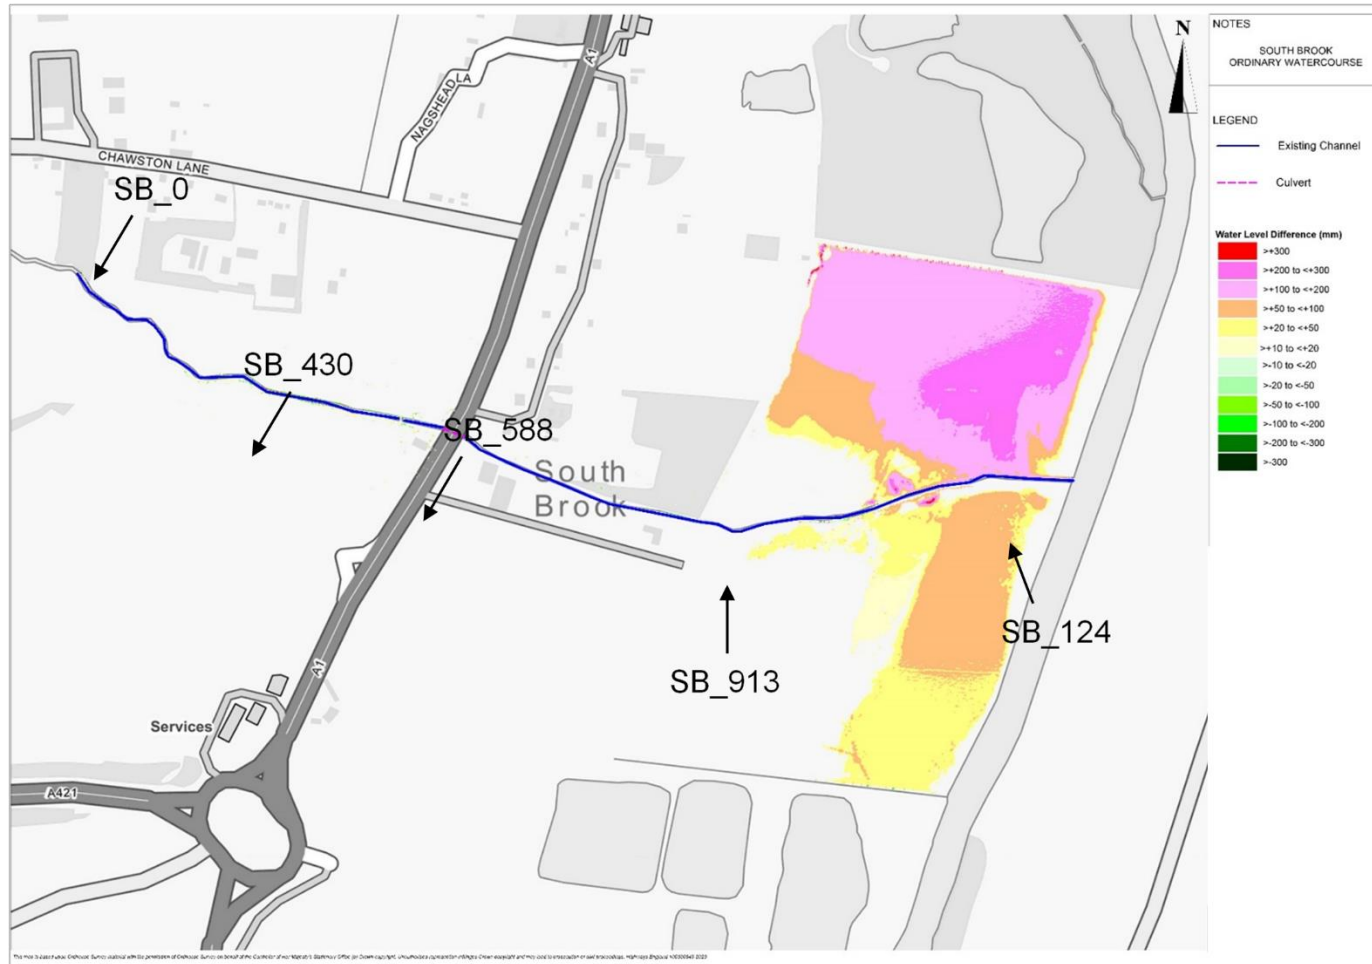 NOTES
SOUTH BROOK
ORDINARY WATERCOURSE
N
LEGEND
Existing Channel
Culvert
Water Level Difference (mm)
>+300
>+200 to <+300
>+100 to <+200
>+50 to <+100
>+20 to <+50
>+10 to <+20
>-10 to <-20
>-20 to <-50
>-50 to <-100
>-100 to <-200
>-200 to <-300
>-300
A1
NAGSHEAD LA
CHAWSTON LANE
SB_0
SB_430
SB_588
South
Brook
SB_124
SB_913
A1
Services
A421